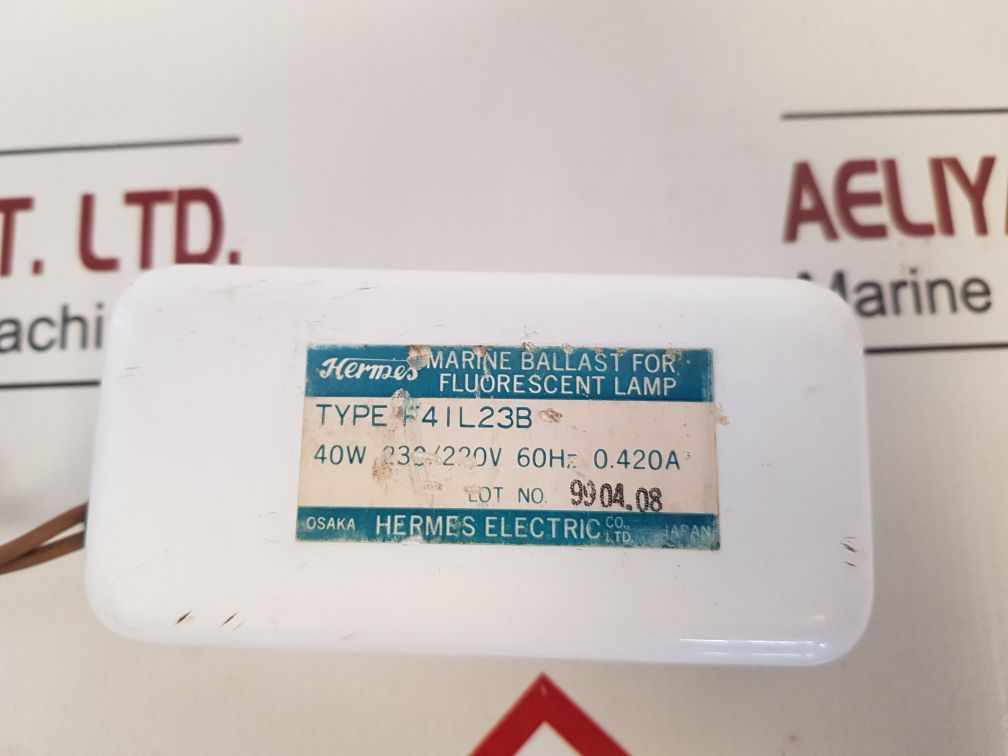 T. LTD.
AELIY
achi
Marine
Hermes MARINE BALLAST FOR
FLUORESCENT LAMP
TYPE F41L23B
40W 230/220V 60Hz 0.420A
LOT NO. 9904.08
OSAKA HERMES ELECTRIC CO., LTD. JAPAN